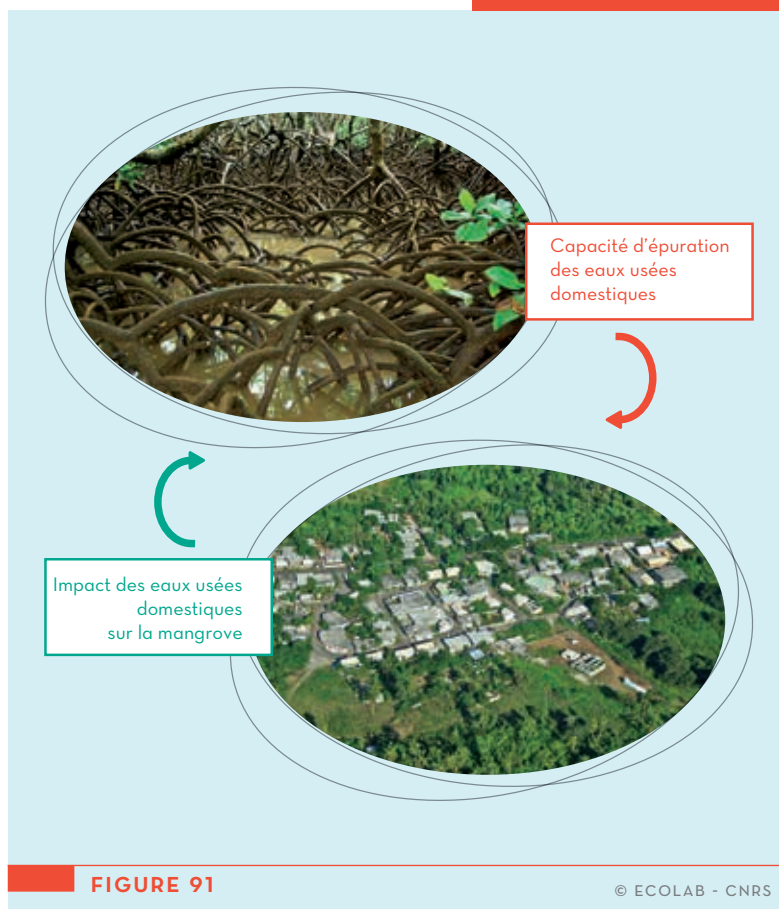 Capacité d'épuration
des eaux usées
domestiques
Impact des eaux usées
domestiques
sur la mangrove
FIGURE 91
© ECOLAB - CNRS